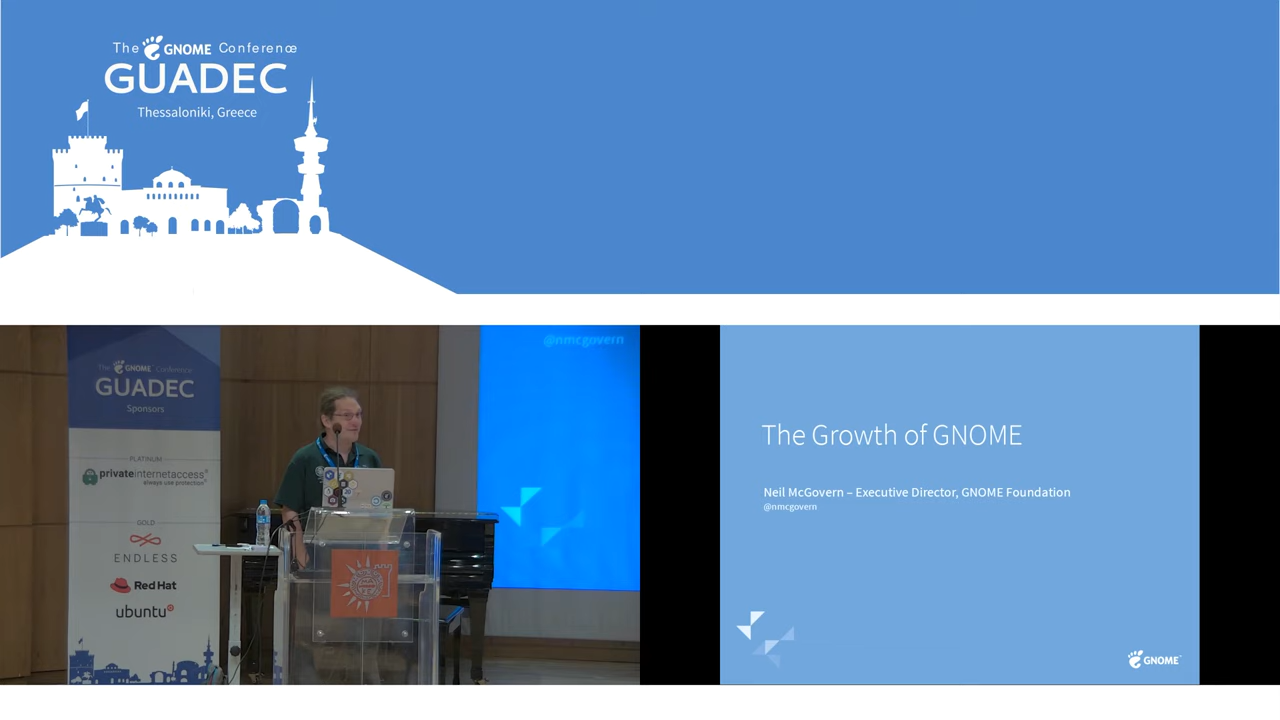 The GNOME Conference
GUADEC
Thessaloniki, Greece
@nmcgovern
The GNOME Conference
GUADEC
Sponsors
PLATINUM
privateinternetaccess®
always use protection®
GOLD
ENDLESS
Red Hat
ubuntu®
The Growth of GNOME
Neil McGovern – Executive Director, GNOME Foundation
@nmcgovern
GNOME™